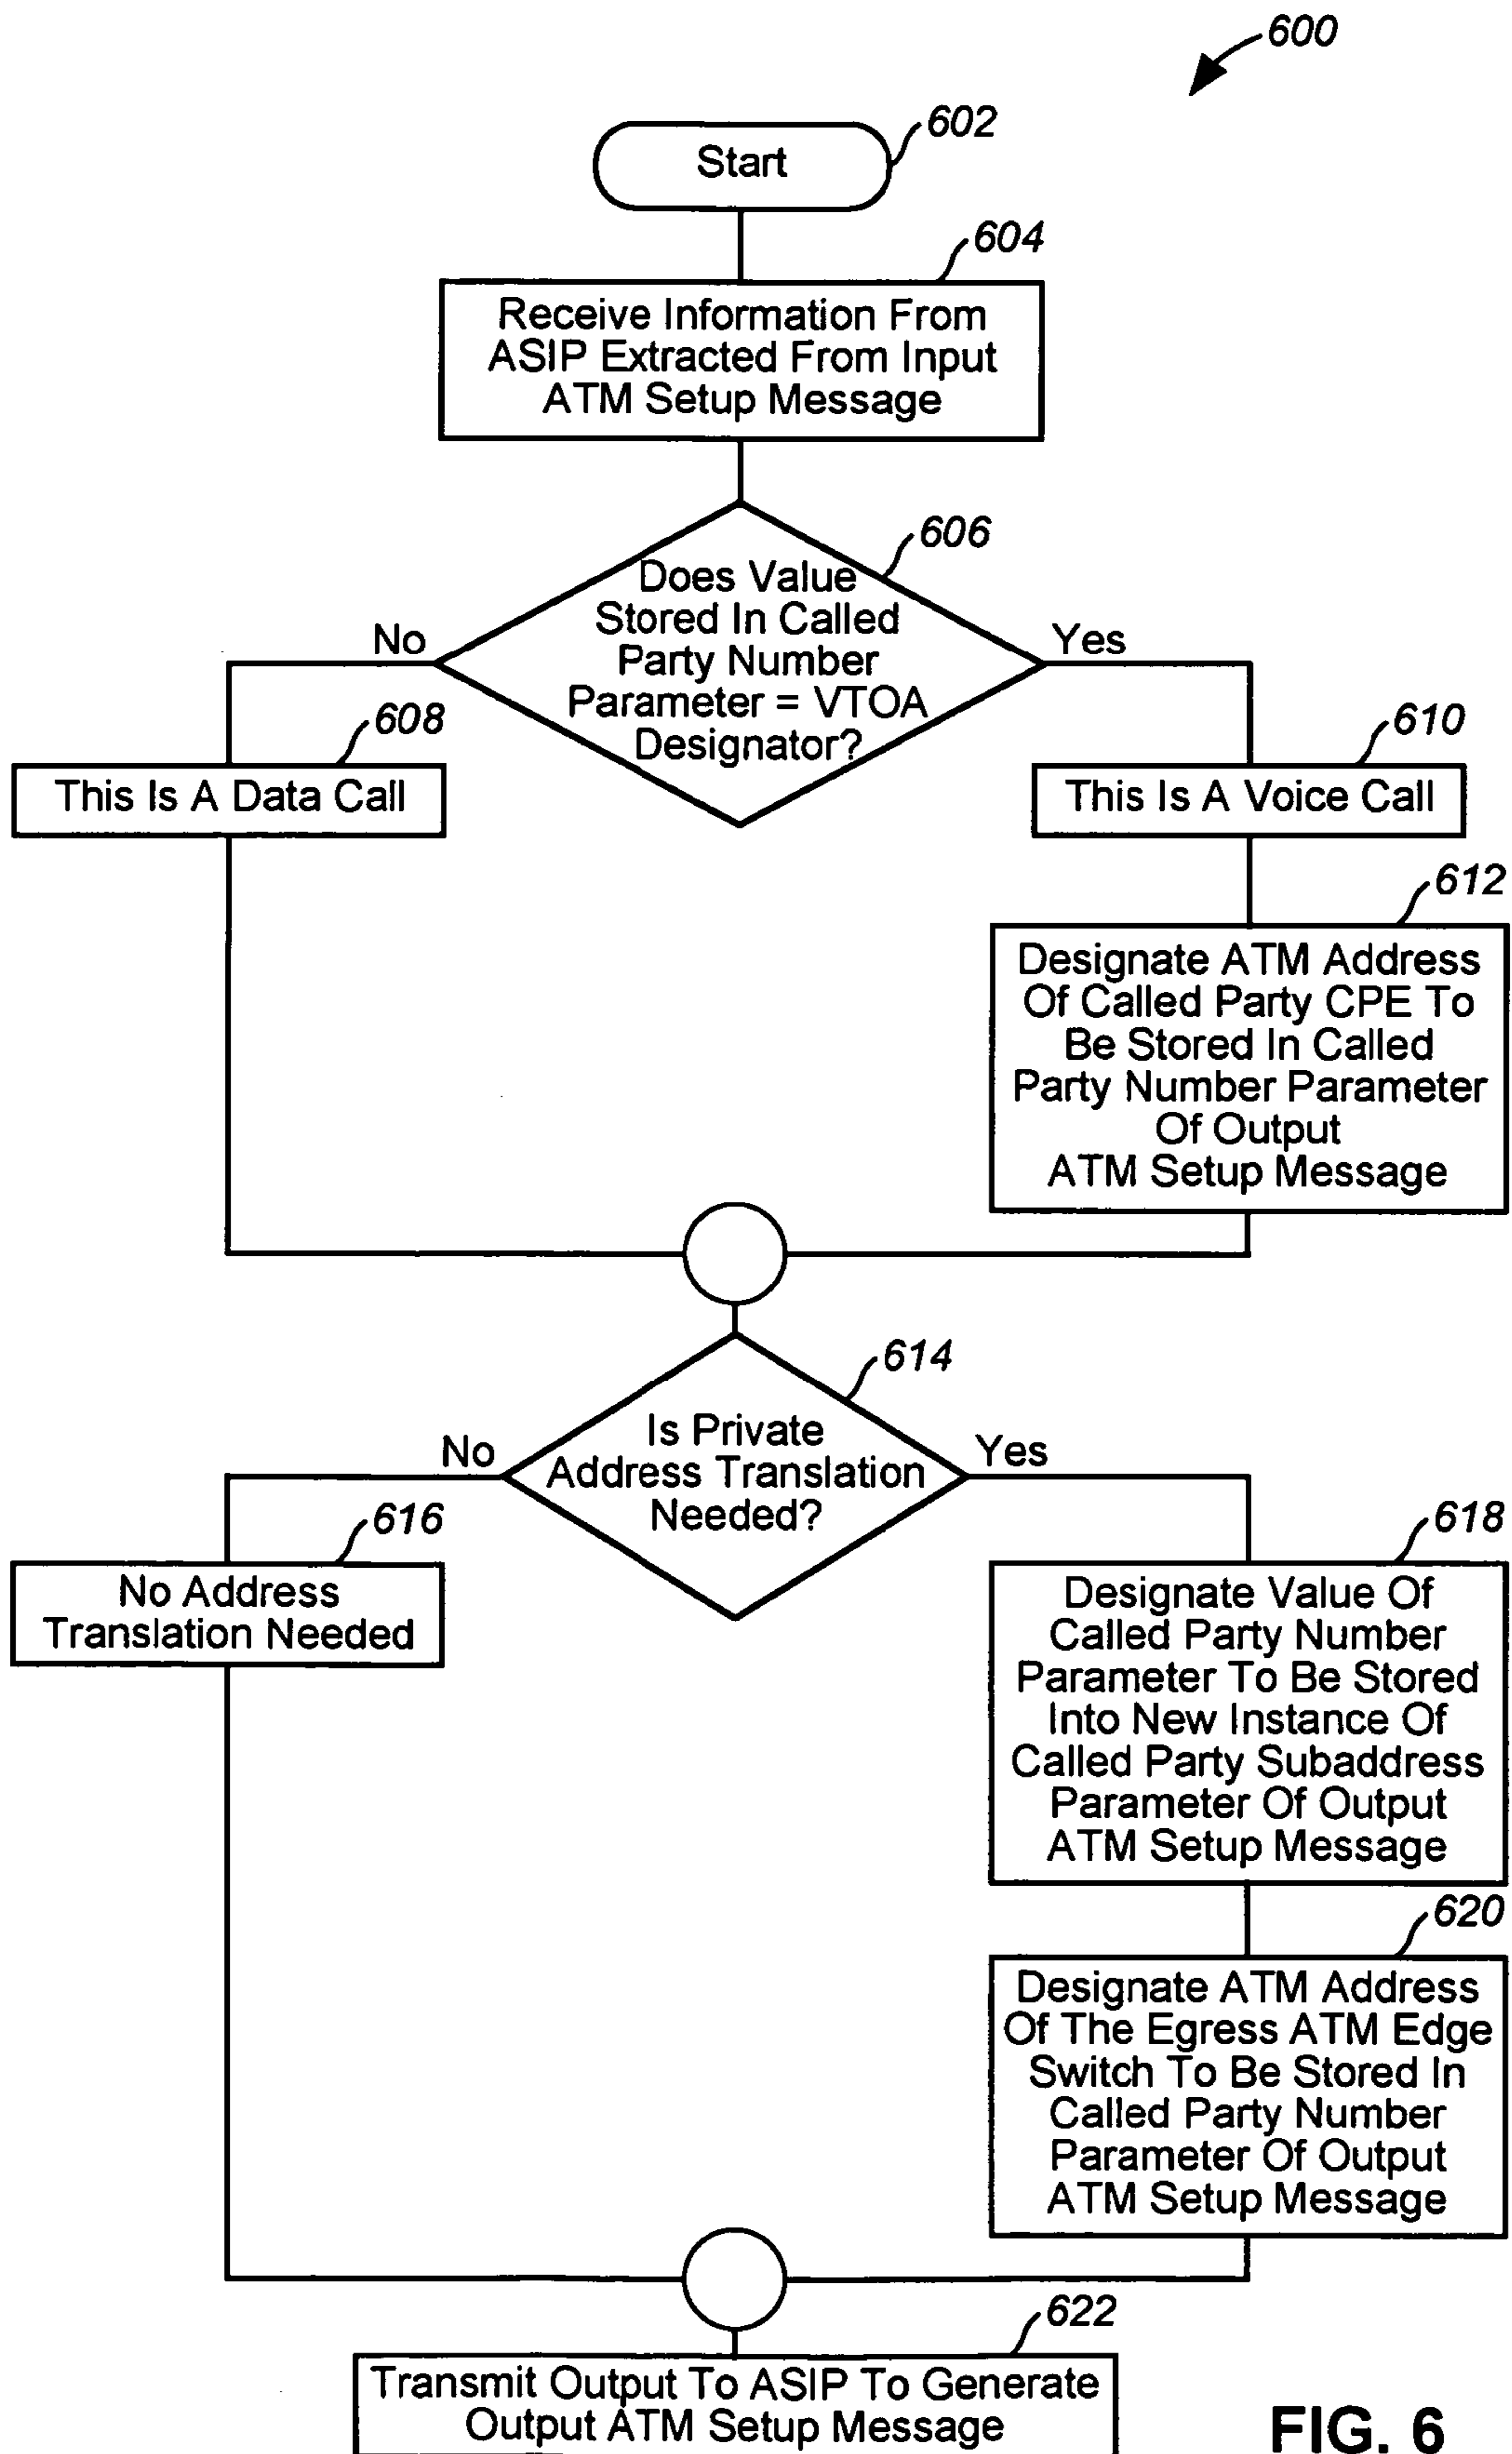 600
602
Start
604
Receive Information From
ASIP Extracted From Input
ATM Setup Message
606
Does Value
Stored In Called
Party Number
Parameter = VTOA
Designator?
No
Yes
608
This Is A Data Call
610
This Is A Voice Call
612
Designate ATM Address
Of Called Party CPE To
Be Stored In Called
Party Number Parameter
Of Output
ATM Setup Message
614
Is Private
Address Translation
Needed?
No
Yes
616
No Address
Translation Needed
618
Designate Value Of
Called Party Number
Parameter To Be Stored
Into New Instance Of
Called Party Subaddress
Parameter Of Output
ATM Setup Message
620
Designate ATM Address
Of The Egress ATM Edge
Switch To Be Stored In
Called Party Number
Parameter Of Output
ATM Setup Message
622
Transmit Output To ASIP To Generate
Output ATM Setup Message
FIG. 6